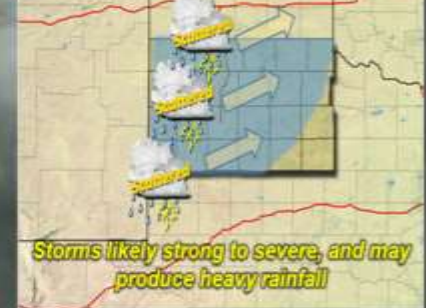 Scattered
Scattered
Scattered
Storms likely strong to severe, and may
produce heavy rainfall